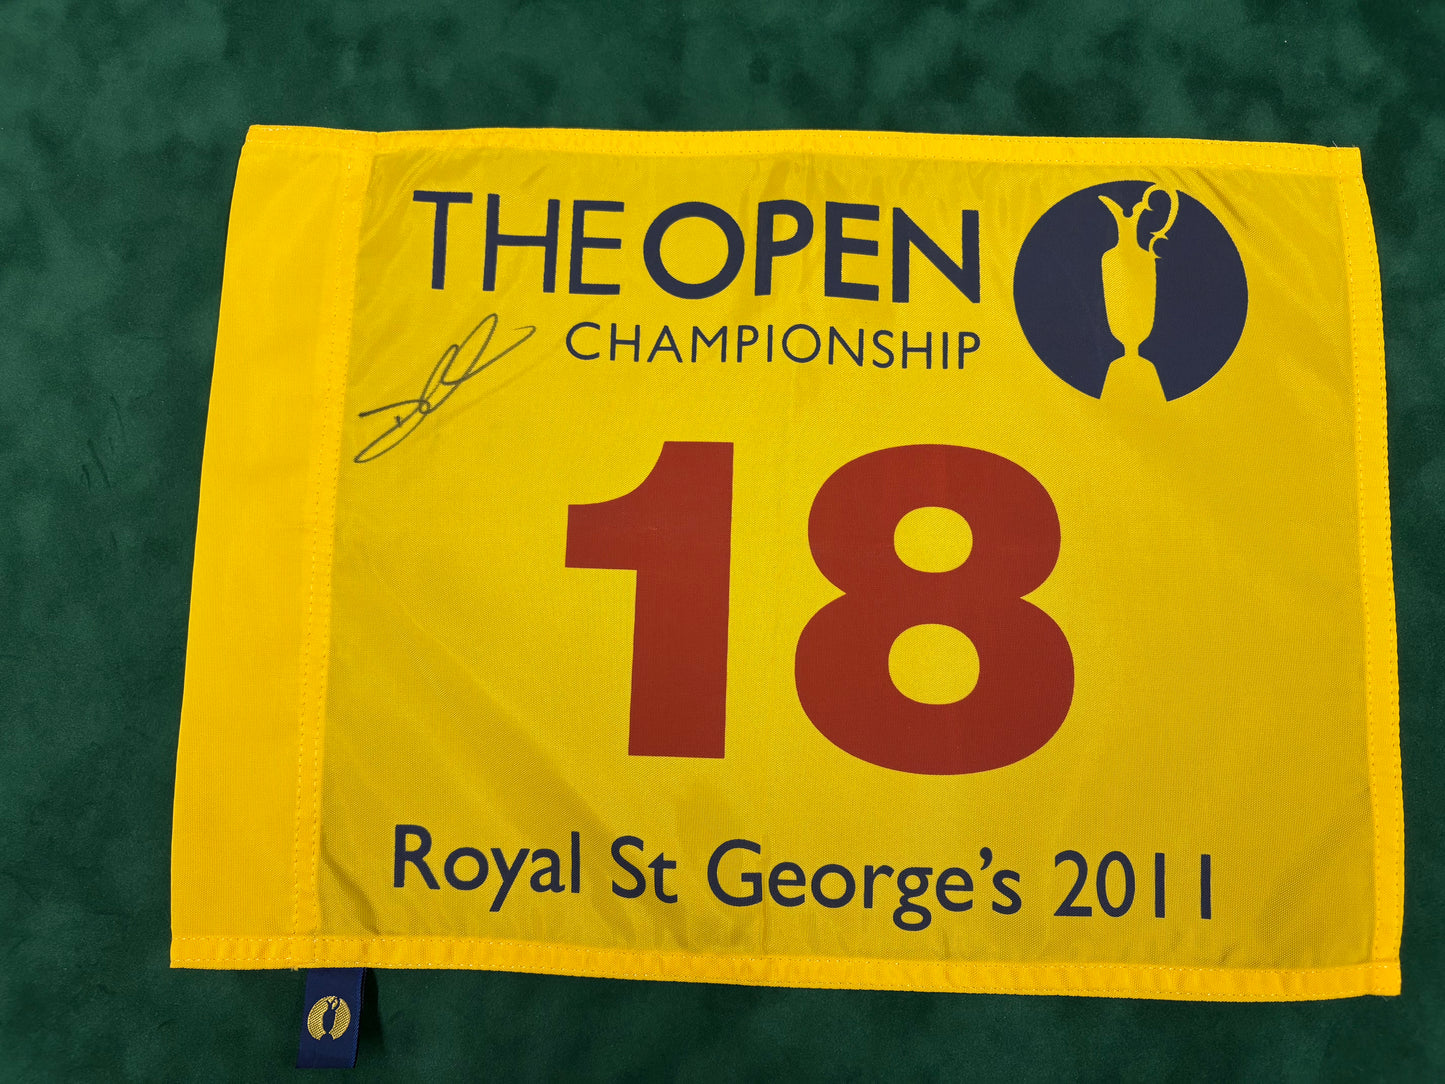 THE OPEN
CHAMPIONSHIP
18
Royal St George's 2011